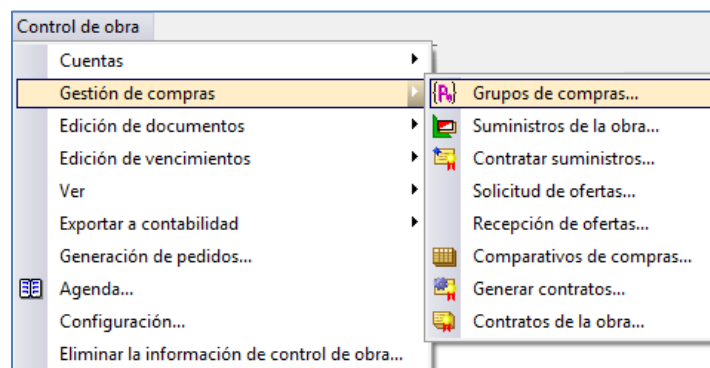 Control de obra
Cuentas
Gestión de compras
Edición de documentos
Edición de vencimientos
Ver
Exportar a contabilidad
Generación de pedidos...
Agenda...
Configuración...
Eliminar la información de control de obra...
Grupos de compras...
Suministros de la obra...
Contratar suministros...
Solicitud de ofertas...
Recepción de ofertas...
Comparativos de compras...
Generar contratos...
Contratos de la obra...